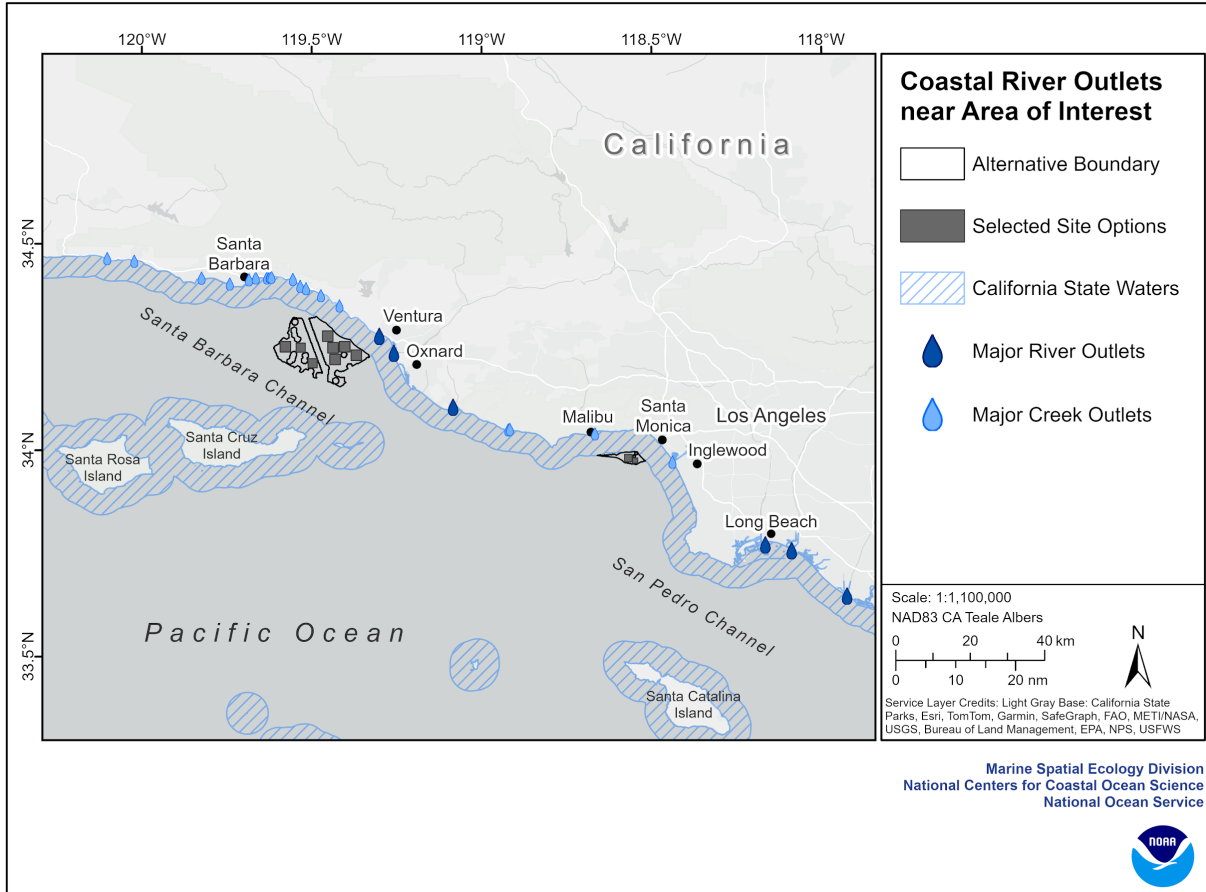 120°W 119.5°W 119°W 118.5°W 118°W
34.5°N
34°N
33.5°N
California
Santa
Barbara
Ventura
Oxnard
Santa Barbara Channel
Malibu
Santa
Monica
Los Angeles
Inglewood
Santa Cruz
Island
Santa Rosa
Island
Long Beach
San Pedro Channel
Pacific Ocean
Santa Catalina
Island
Coastal River Outlets
near Area of Interest
Alternative Boundary
Selected Site Options
California State Waters
Major River Outlets
Major Creek Outlets
Scale: 1:1,100,000
NAD83 CA Teale Albers
0 20 40 km
0 10 20 nm
N
Service Layer Credits: Light Gray Base: California State
Parks, Esri, TomTom, Garmin, SafeGraph, FAO, METI/NASA,
USGS, Bureau of Land Management, EPA, NPS, USFWS
Marine Spatial Ecology Division
National Centers for Coastal Ocean Science
National Ocean Service
NOAA